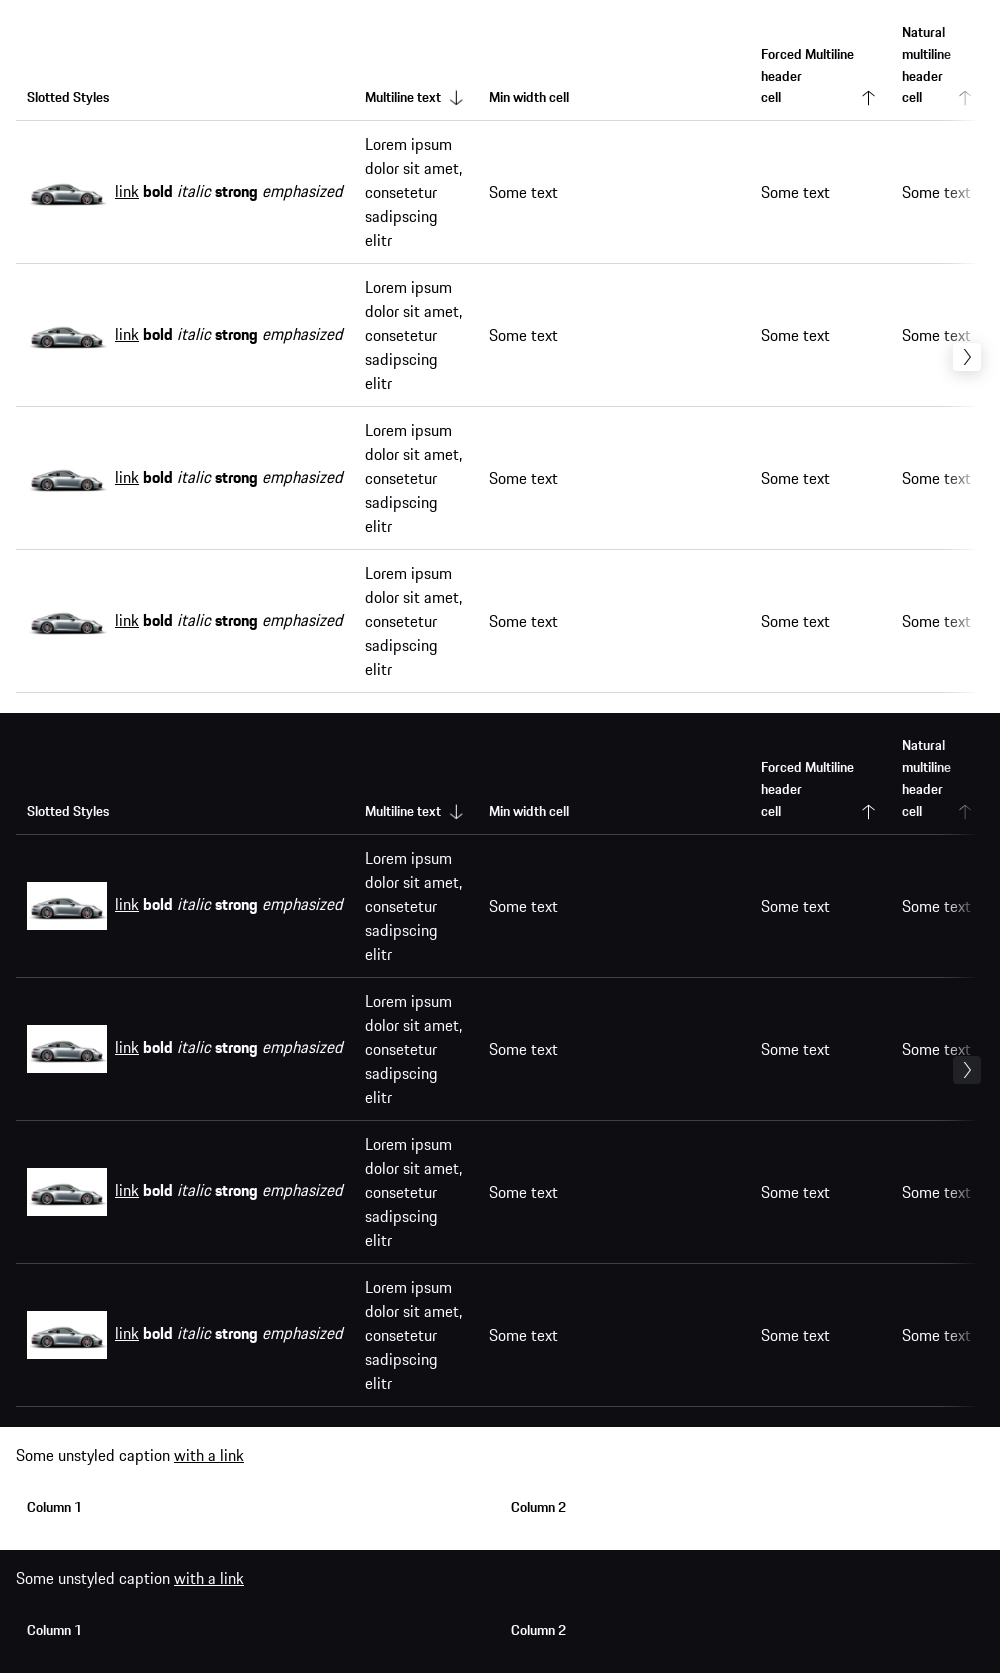 Slotted Styles
Multiline text
Min width cell
Forced Multiline
header
cell
Natural
multiline
header
cell
link bold italic strong emphasized
Lorem ipsum
dolor sit amet,
consetetur
sadipscing
elitr
Some text
Some text
Some text
link bold italic strong emphasized
Lorem ipsum
dolor sit amet,
consetetur
sadipscing
elitr
Some text
Some text
Some text
link bold italic strong emphasized
Lorem ipsum
dolor sit amet,
consetetur
sadipscing
elitr
Some text
Some text
Some text
link bold italic strong emphasized
Lorem ipsum
dolor sit amet,
consetetur
sadipscing
elitr
Some text
Some text
Some text
Slotted Styles
Multiline text
Min width cell
Forced Multiline
header
cell
Natural
multiline
header
cell
link bold italic strong emphasized
Lorem ipsum
dolor sit amet,
consetetur
sadipscing
elitr
Some text
Some text
Some text
link bold italic strong emphasized
Lorem ipsum
dolor sit amet,
consetetur
sadipscing
elitr
Some text
Some text
Some text
link bold italic strong emphasized
Lorem ipsum
dolor sit amet,
consetetur
sadipscing
elitr
Some text
Some text
Some text
link bold italic strong emphasized
Lorem ipsum
dolor sit amet,
consetetur
sadipscing
elitr
Some text
Some text
Some text
Some unstyled caption with a link
Column 1
Column 2
Some unstyled caption with a link
Column 1
Column 2